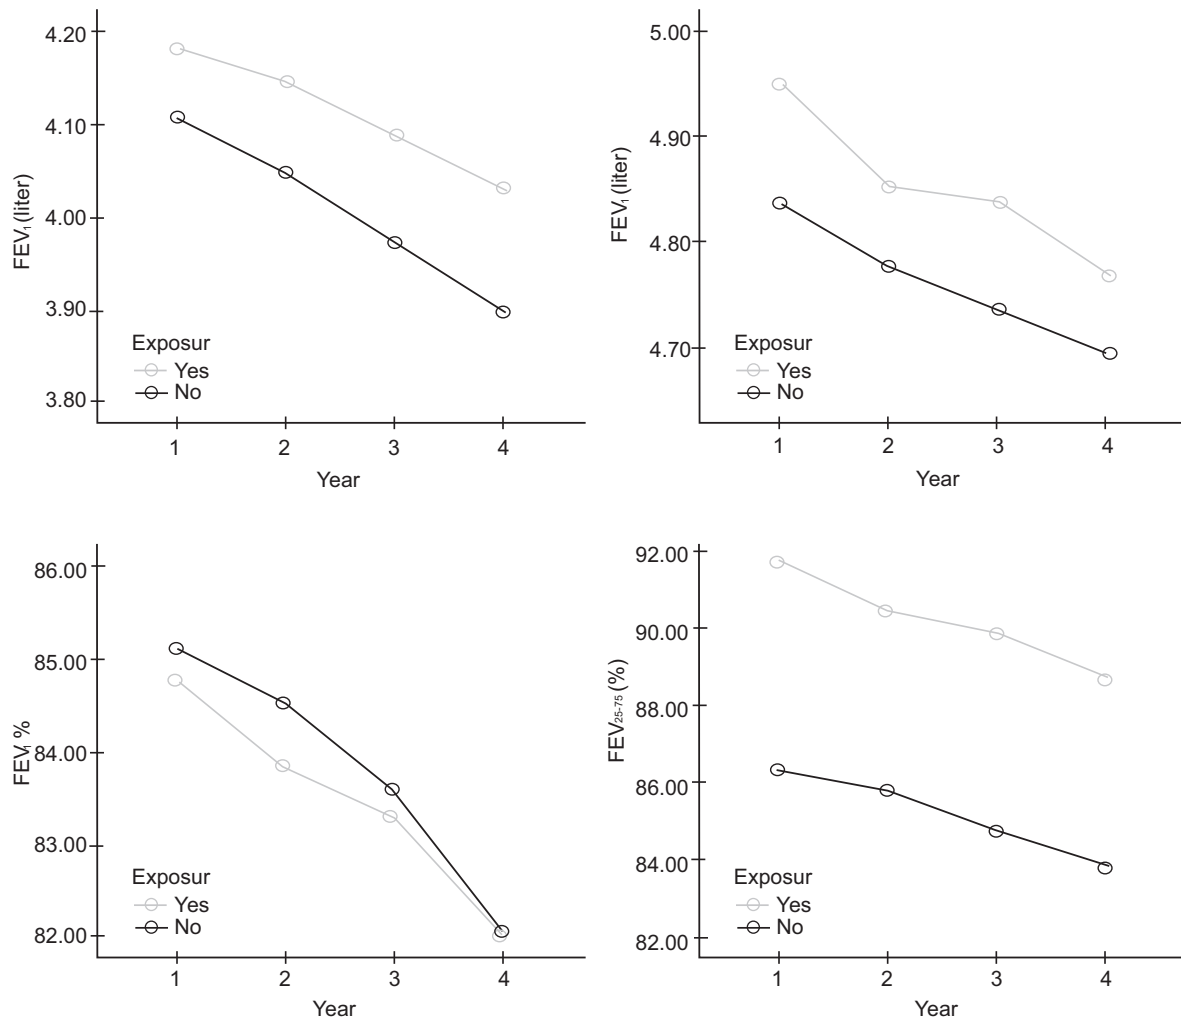 4.20
4.10
4.00
3.90
3.80
FEV1 (liter)
Exposur
Yes
No
1 2 3 4
Year
5.00
4.90
4.80
4.70
FEV1 (liter)
Exposur
Yes
No
1 2 3 4
Year
86.00
85.00
84.00
83.00
82.00
FEV1 %
Exposur
Yes
No
1 2 3 4
Year
92.00
90.00
88.00
86.00
84.00
82.00
FEV25-75 (%)
Exposur
Yes
No
1 2 3 4
Year